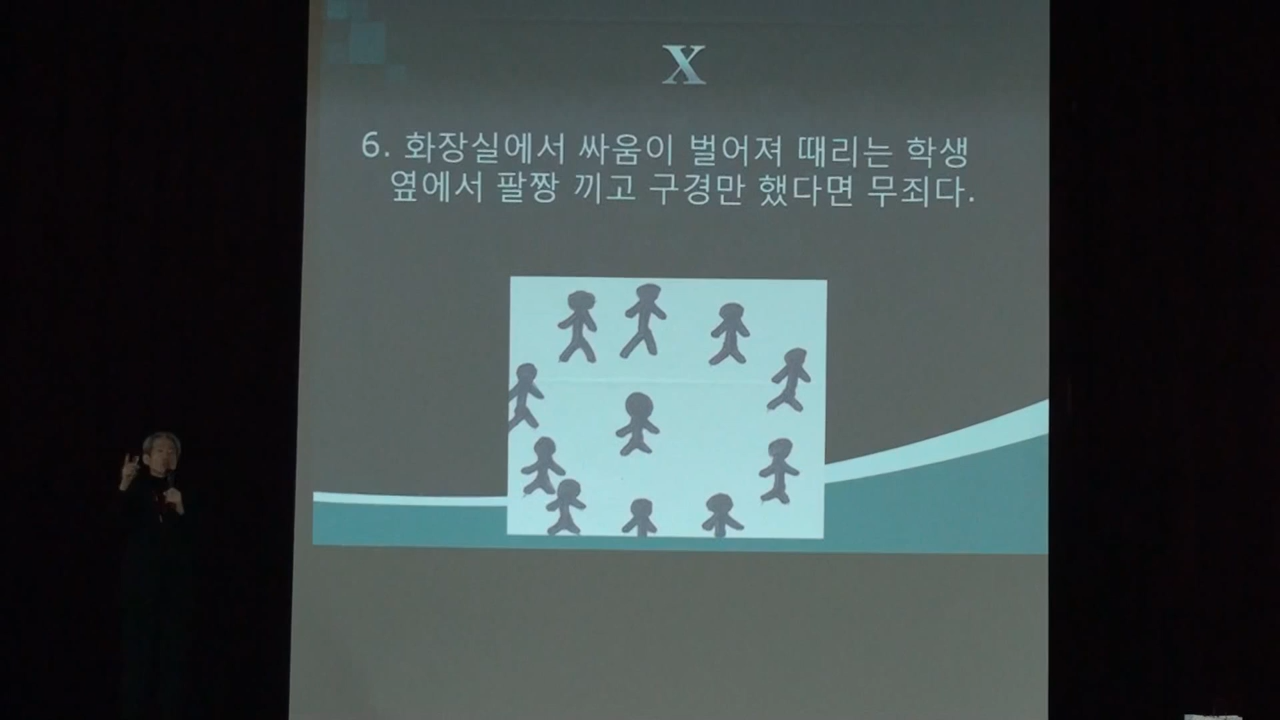 X
6. 화장실에서 싸움이 벌어져 때리는 학생
옆에서 팔짱 끼고 구경만 했다면 무죄다.